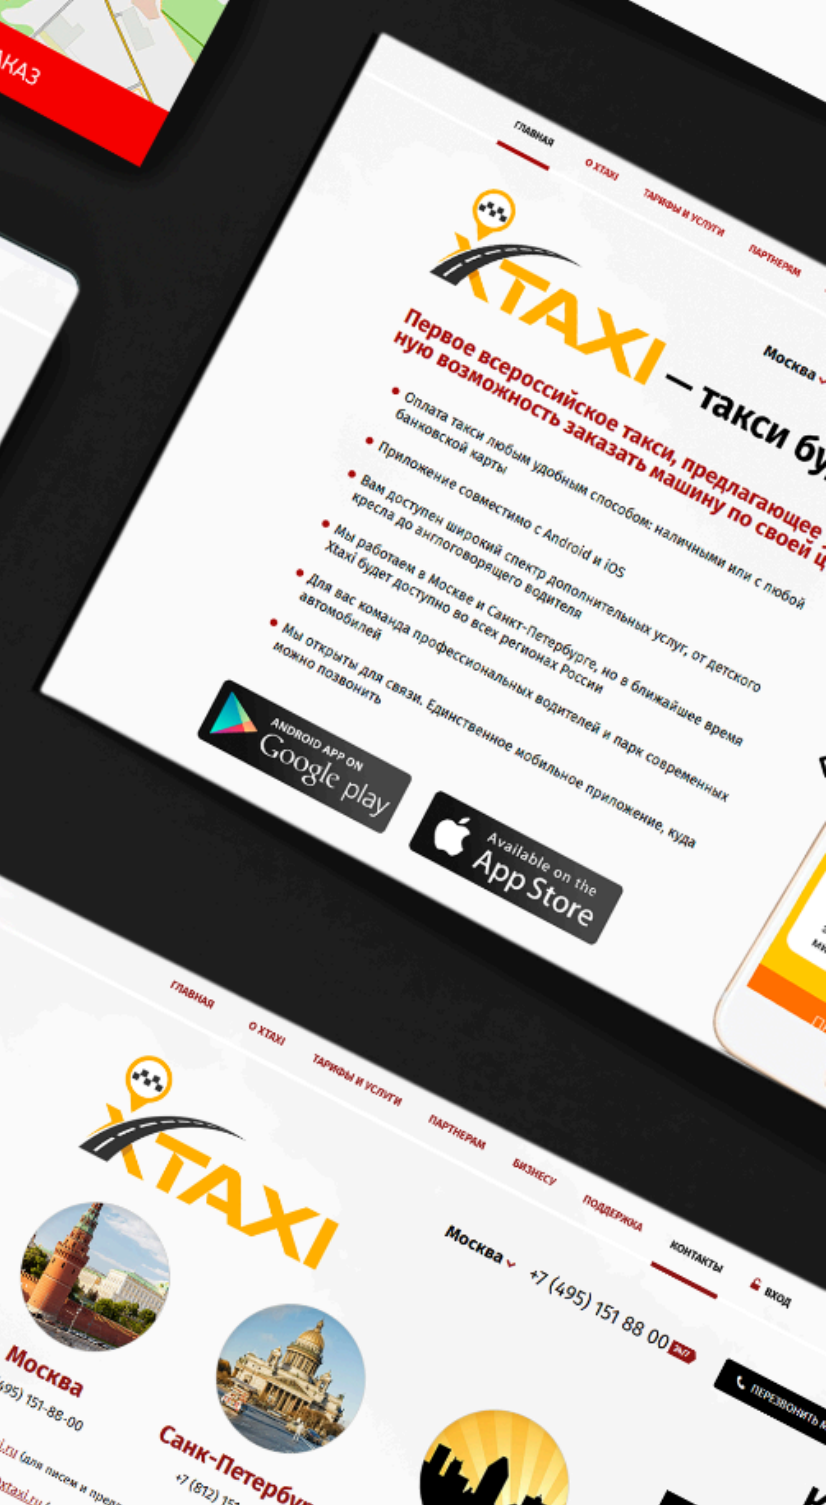 ГЛАВНАЯ
О XTAXI
ТАРИФЫ И УСЛУГИ
ПАРТНЕРАМ
XTAXI — такси
Москва
Первое всероссийское такси, предлагающее
ную возможность заказать машину по своей
Оплата такси любым удобным способом: наличными или с любой
банковской карты
Приложение совместимо с Android и iOS
Вам доступен широкий спектр дополнительных услуг, от детского
кресла до англоговорящего водителя
Мы работаем в Москве и Санкт-Петербурге, но в ближайшее время
Xtaxi будет доступно во всех регионах России
Для вас команда профессиональных водителей и парк современных
автомобилей
Мы открыты для связи. Единственное мобильное приложение, куда
можно позвонить
ANDROID APP ON
Google play
Available on the
App Store
ГЛАВНАЯ
О XTAXI
ТАРИФЫ И УСЛУГИ
ПАРТНЕРАМ
БИЗНЕСУ
ПОДДЕРЖКА
КОНТАКТЫ
ВХОД
XTAXI
Москва
+7 (495) 151 88 00
24/7
ПЕРЕЗВОНИТЬ
Москва
495) 151-88-00
Санкт-Петербур
+7 (812)
(для писем и